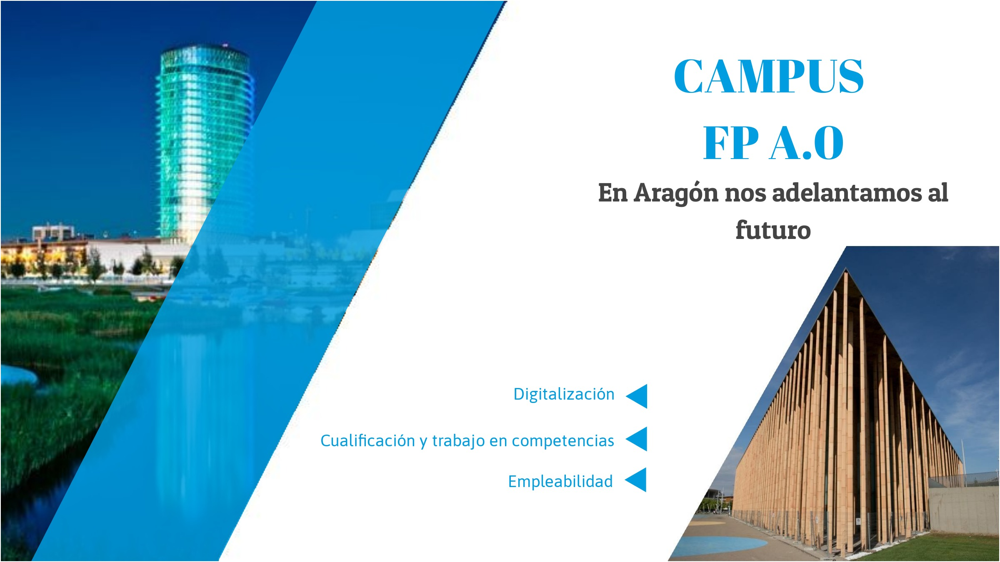 CAMPUS
FP A.0
En Aragón nos adelantamos al
futuro
Digitalización
Cualificación y trabajo en competencias
Empleabilidad